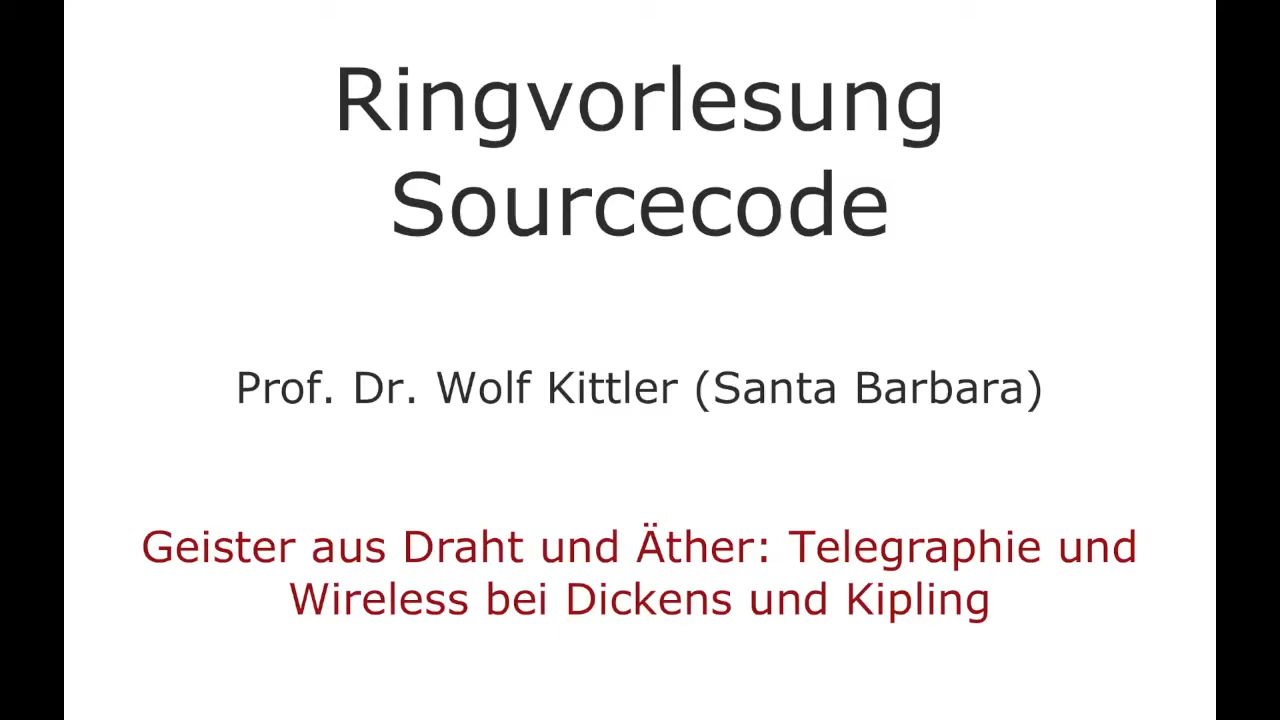 Ringvorlesung
Sourcecode
Prof. Dr. Wolf Kittler (Santa Barbara)
Geister aus Draht und Äther: Telegraphie und
Wireless bei Dickens und Kipling